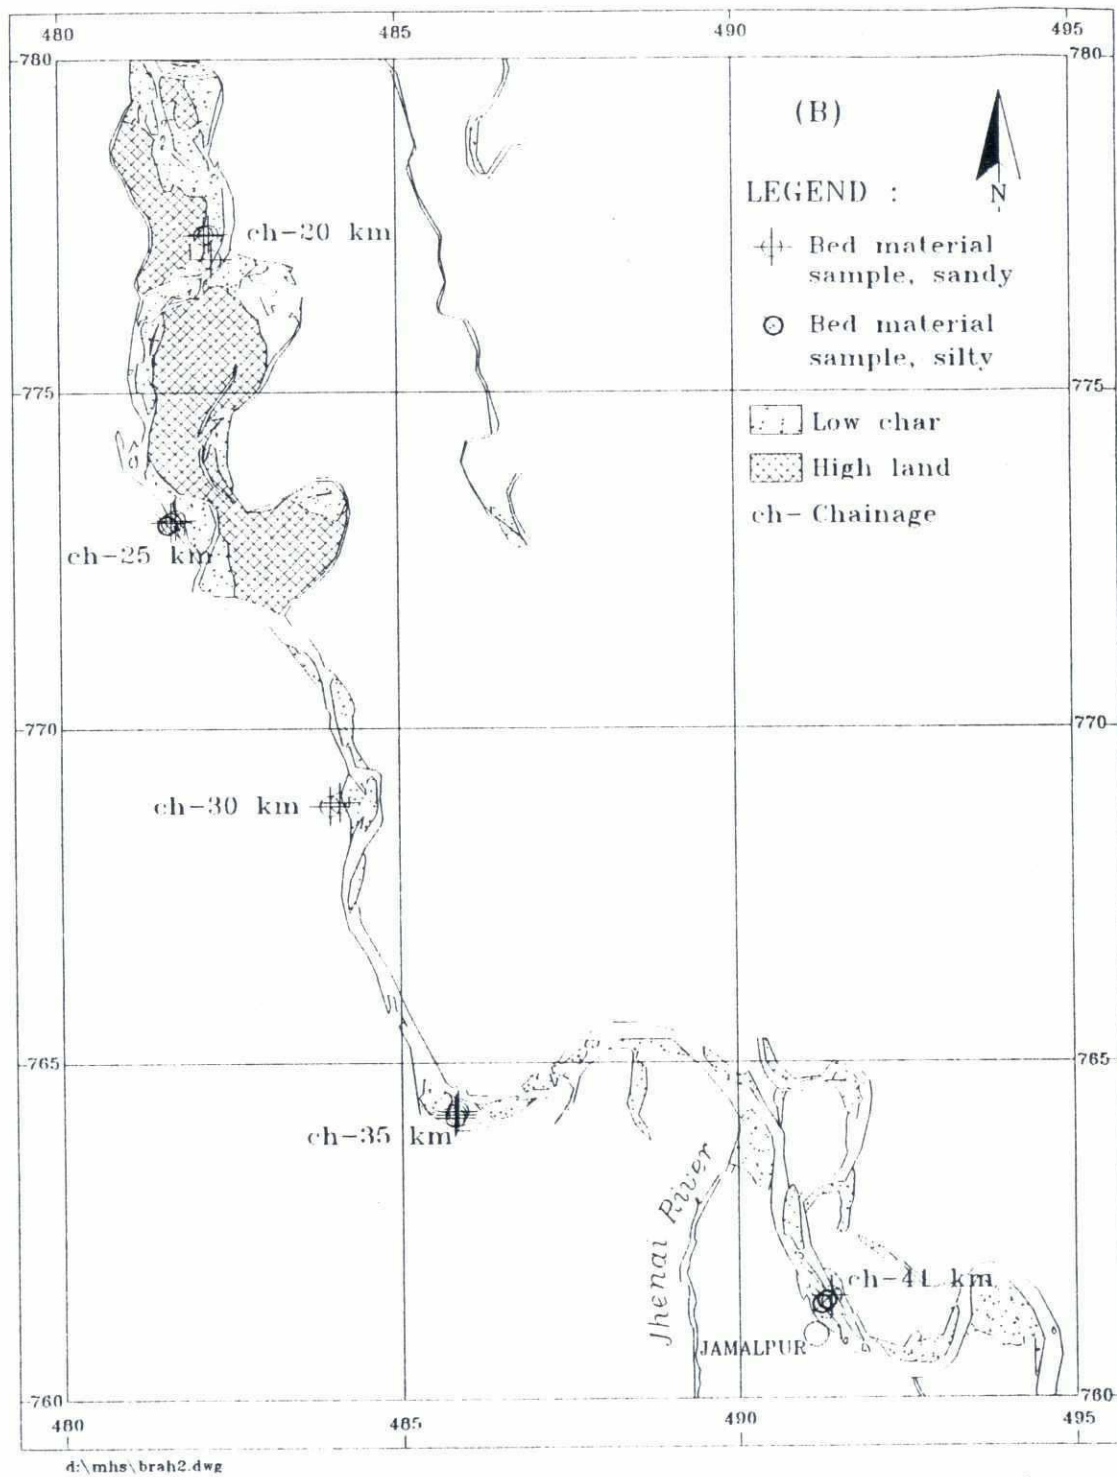 480 485 490 495
780 780
(B)
N
LEGEND :
Bed material
sample, sandy
Bed material
sample, silty
Low char
High land
ch- Chainage
ch-20 km
775 775
ch-25 km
770 770
ch-30 km
765 765
ch-35 km
Jhenai River
ch-41 km
JAMALPUR
760 760
480 485 490 495
d:\mhs\brah2.dwg